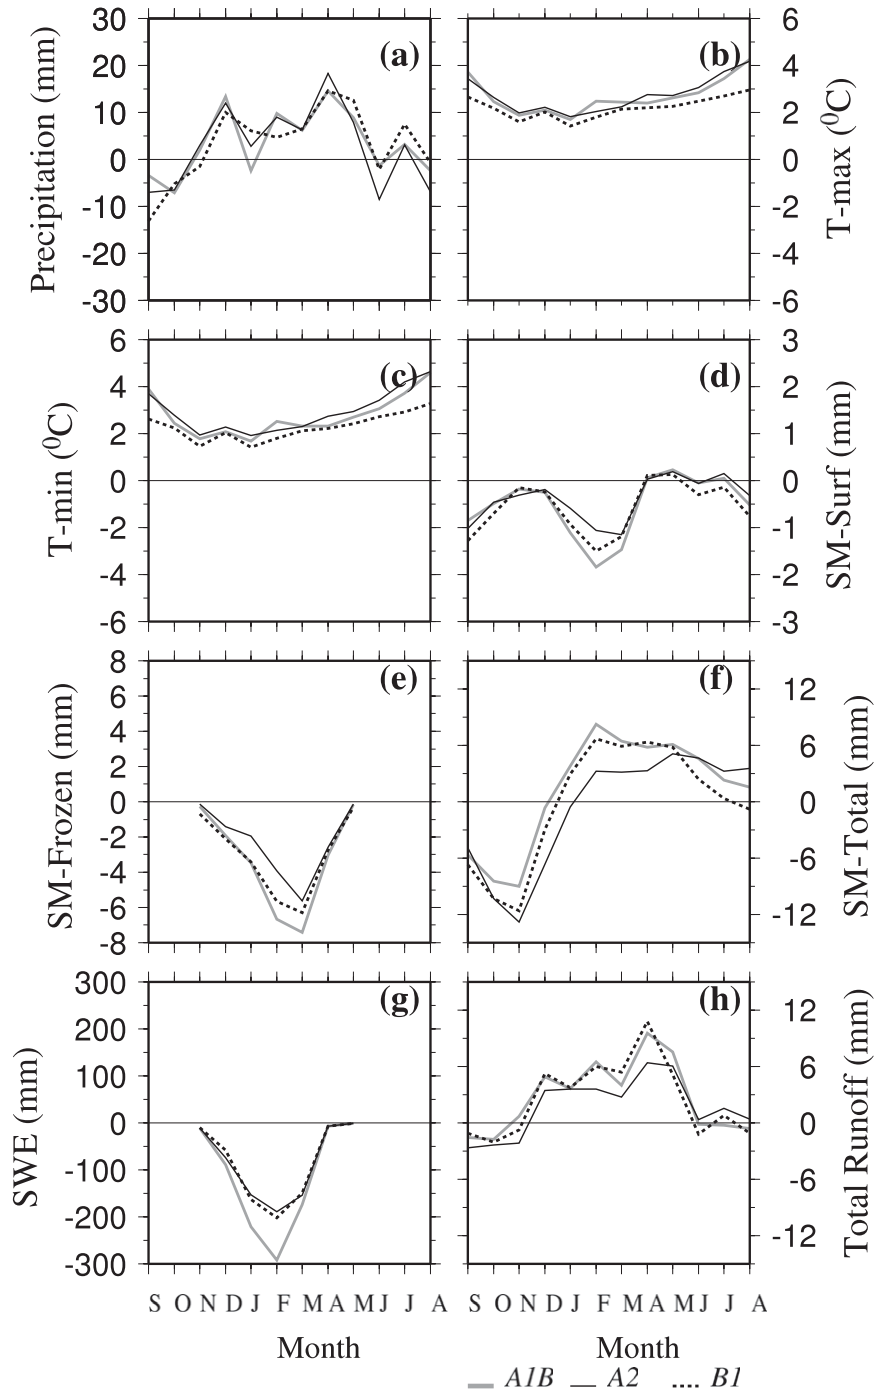 30
20
10
0
-10
-20
-30
Precipitation (mm)
(a)
6
4
2
0
-2
-4
-6
T-max (⁰C)
(b)
6
4
2
0
-2
-4
-6
T-min (⁰C)
(c)
3
2
1
0
-1
-2
-3
SM-Surf (mm)
(d)
8
6
4
2
0
-2
-4
-6
-8
SM-Frozen (mm)
(e)
12
6
0
-6
-12
SM-Total (mm)
(f)
300
200
100
0
-100
-200
-300
SWE (mm)
(g)
12
6
0
-6
-12
Total Runoff (mm)
(h)
S O N D J F M A M J J A
S O N D J F M A M J J A
Month
Month
A1B A2 B1